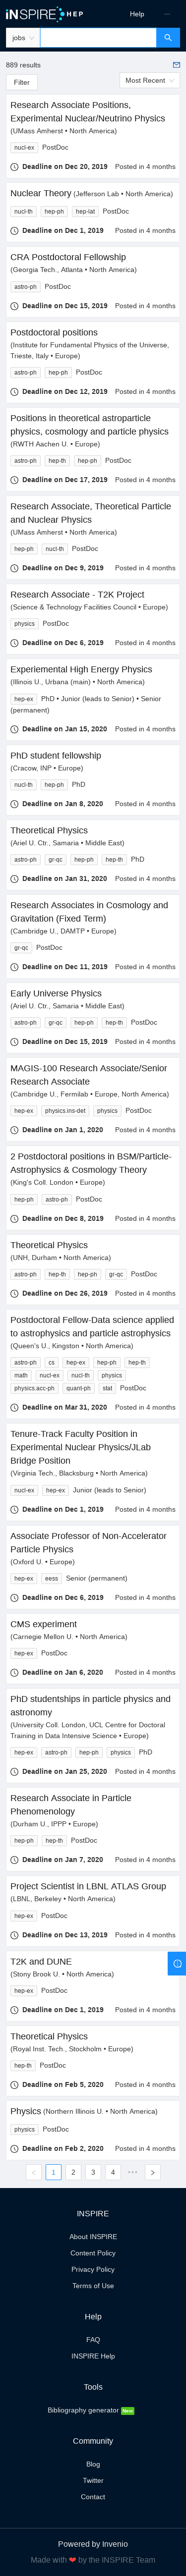 INSPIRE HEP
Help
jobs
889 results
Filter
Most Recent
Research Associate Positions,
Experimental Nuclear/Neutrino Physics
(UMass Amherst • North America)
nucl-ex PostDoc
Deadline on Dec 20, 2019 Posted in 4 months
Nuclear Theory (Jefferson Lab • North America)
nucl-th hep-ph hep-lat PostDoc
Deadline on Dec 1, 2019 Posted in 4 months
CRA Postdoctoral Fellowship
(Georgia Tech., Atlanta • North America)
astro-ph PostDoc
Deadline on Dec 15, 2019 Posted in 4 months
Postdoctoral positions
(Institute for Fundamental Physics of the Universe,
Trieste, Italy • Europe)
astro-ph hep-ph PostDoc
Deadline on Dec 12, 2019 Posted in 4 months
Positions in theoretical astroparticle
physics, cosmology and particle physics
(RWTH Aachen U. • Europe)
astro-ph hep-th hep-ph PostDoc
Deadline on Dec 17, 2019 Posted in 4 months
Research Associate, Theoretical Particle
and Nuclear Physics
(UMass Amherst • North America)
hep-ph nucl-th PostDoc
Deadline on Dec 9, 2019 Posted in 4 months
Research Associate - T2K Project
(Science & Technology Facilities Council • Europe)
physics PostDoc
Deadline on Dec 6, 2019 Posted in 4 months
Experiemental High Energy Physics
(Illinois U., Urbana (main) • North America)
hep-ex PhD • Junior (leads to Senior) • Senior
(permanent)
Deadline on Jan 15, 2020 Posted in 4 months
PhD student fellowship
(Cracow, INP • Europe)
nucl-th hep-ph PhD
Deadline on Jan 8, 2020 Posted in 4 months
Theoretical Physics
(Ariel U. Ctr., Samaria • Middle East)
astro-ph gr-qc hep-ph hep-th PhD
Deadline on Jan 31, 2020 Posted in 4 months
Research Associates in Cosmology and
Gravitation (Fixed Term)
(Cambridge U., DAMTP • Europe)
gr-qc PostDoc
Deadline on Dec 11, 2019 Posted in 4 months
Early Universe Physics
(Ariel U. Ctr., Samaria • Middle East)
astro-ph gr-qc hep-ph hep-th PostDoc
Deadline on Dec 15, 2019 Posted in 4 months
MAGIS-100 Research Associate/Senior
Research Associate
(Cambridge U., Fermilab • Europe, North America)
hep-ex physics.ins-det physics PostDoc
Deadline on Jan 1, 2020 Posted in 4 months
2 Postdoctoral positions in BSM/Particle-
Astrophysics & Cosmology Theory
(King's Coll. London • Europe)
hep-ph astro-ph PostDoc
Deadline on Dec 8, 2019 Posted in 4 months
Theoretical Physics
(UNH, Durham • North America)
astro-ph hep-th hep-ph gr-qc PostDoc
Deadline on Dec 26, 2019 Posted in 4 months
Postdoctoral Fellow-Data science applied
to astrophysics and particle astrophysics
(Queen's U., Kingston • North America)
astro-ph cs hep-ex hep-ph hep-th
math nucl-ex nucl-th physics
physics.acc-ph quant-ph stat PostDoc
Deadline on Mar 31, 2020 Posted in 4 months
Tenure-Track Faculty Position in
Experimental Nuclear Physics/JLab
Bridge Position
(Virginia Tech., Blacksburg • North America)
nucl-ex hep-ex Junior (leads to Senior)
Deadline on Dec 1, 2019 Posted in 4 months
Associate Professor of Non-Accelerator
Particle Physics
(Oxford U. • Europe)
hep-ex eess Senior (permanent)
Deadline on Dec 6, 2019 Posted in 4 months
CMS experiment
(Carnegie Mellon U. • North America)
hep-ex PostDoc
Deadline on Jan 6, 2020 Posted in 4 months
PhD studentships in particle physics and
astronomy
(University Coll. London, UCL Centre for Doctoral
Training in Data Intensive Science • Europe)
hep-ex astro-ph hep-ph physics PhD
Deadline on Jan 25, 2020 Posted in 4 months
Research Associate in Particle
Phenomenology
(Durham U., IPPP • Europe)
hep-ph hep-th PostDoc
Deadline on Jan 7, 2020 Posted in 4 months
Project Scientist in LBNL ATLAS Group
(LBNL, Berkeley • North America)
hep-ex PostDoc
Deadline on Dec 13, 2019 Posted in 4 months
T2K and DUNE
(Stony Brook U. • North America)
hep-ex PostDoc
Deadline on Dec 1, 2019 Posted in 4 months
Theoretical Physics
(Royal Inst. Tech., Stockholm • Europe)
hep-th PostDoc
Deadline on Feb 5, 2020 Posted in 4 months
Physics (Northern Illinois U. • North America)
physics PostDoc
Deadline on Feb 2, 2020 Posted in 4 months
1 2 3 4 •••
INSPIRE
About INSPIRE
Content Policy
Privacy Policy
Terms of Use
Help
FAQ
INSPIRE Help
Tools
Bibliography generator New
Community
Blog
Twitter
Contact
Powered by Invenio
Made with ❤ by the INSPIRE Team